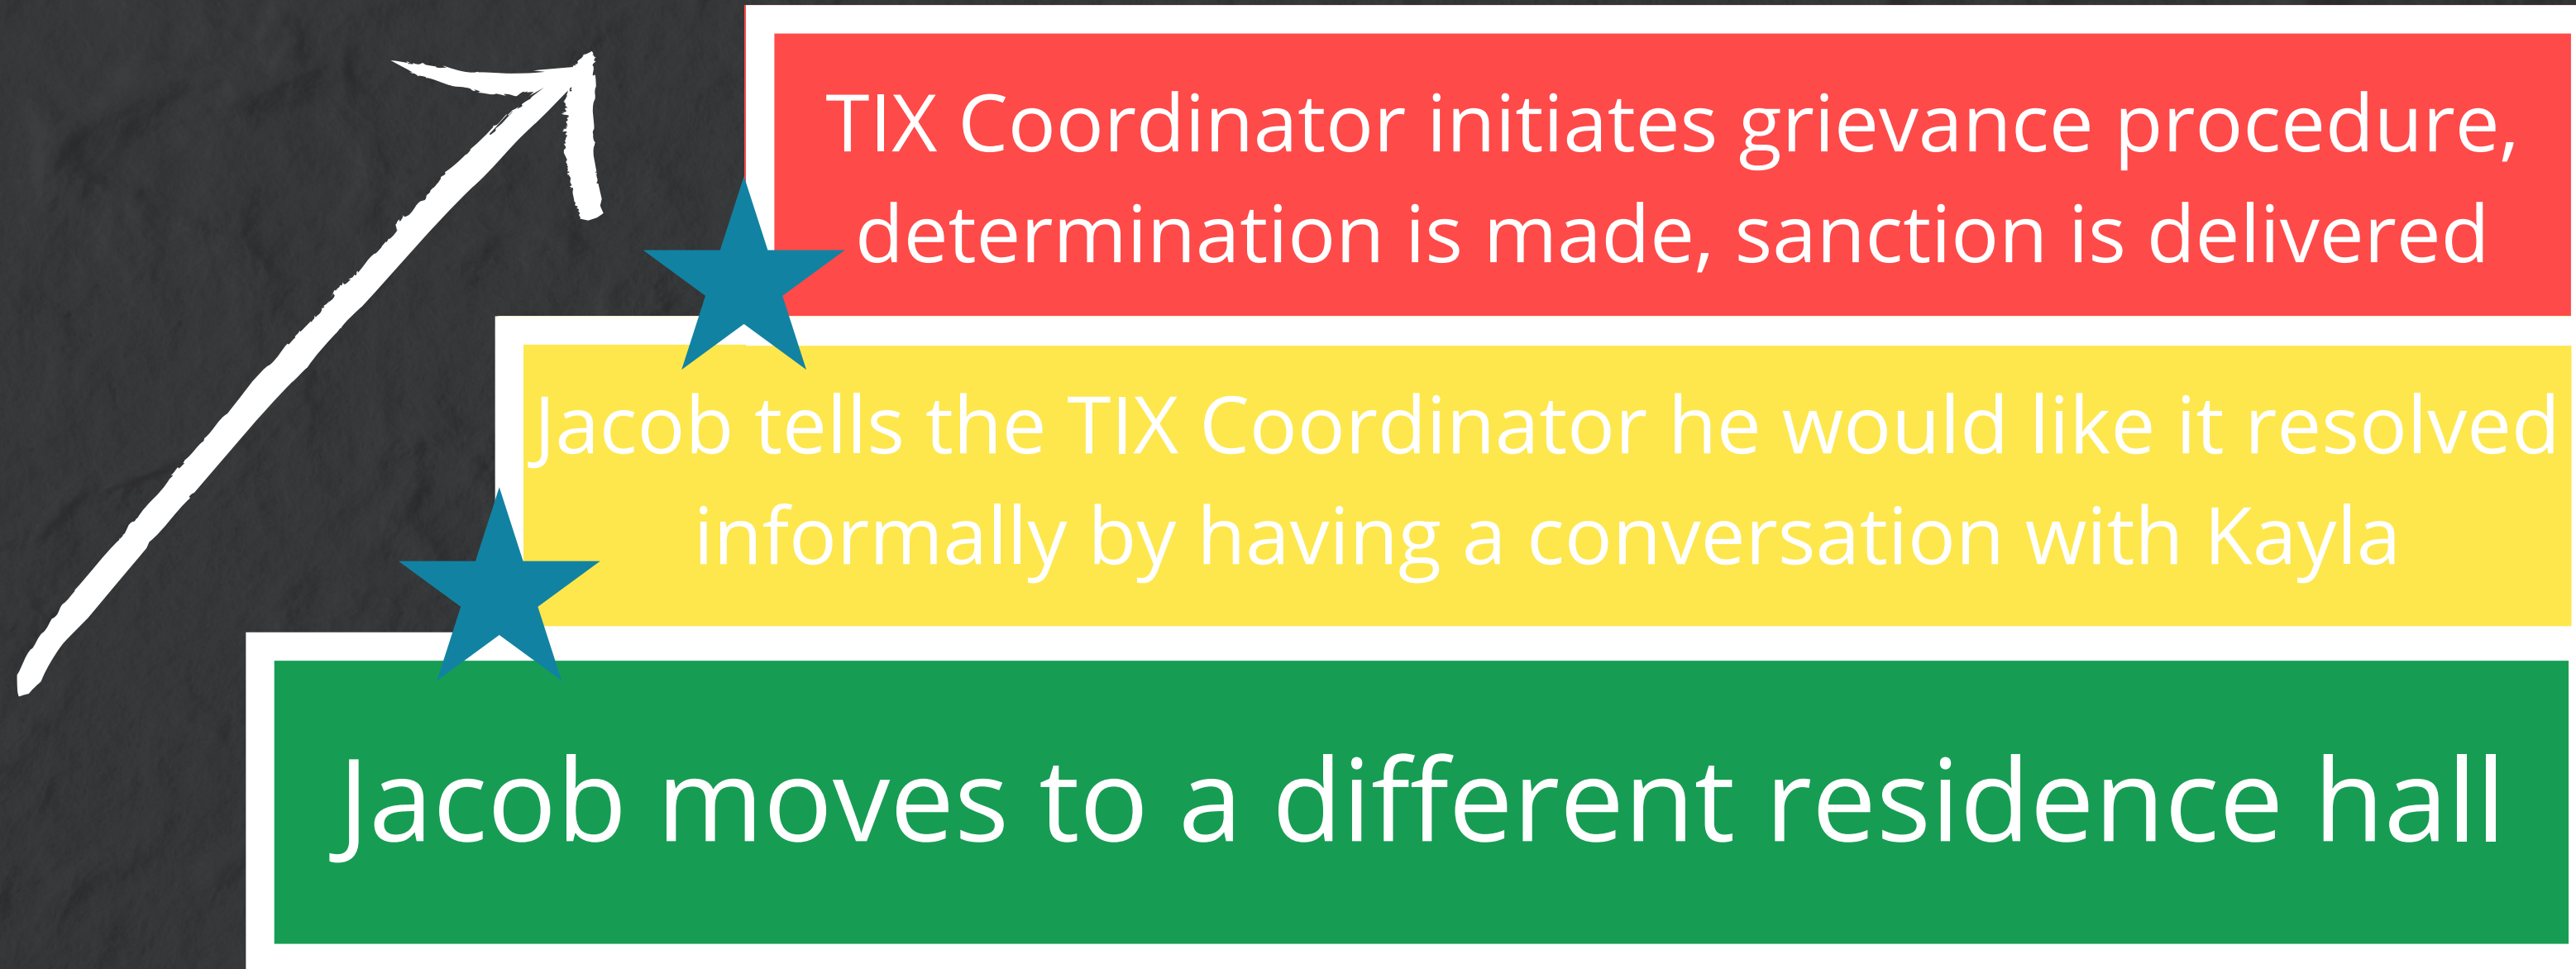 TIX Coordinator initiates grievance procedure,
determination is made, sanction is delivered
Jacob tells the TIX Coordinator he would like it resolved
informally by having a conversation with Kayla
Jacob moves to a different residence hall